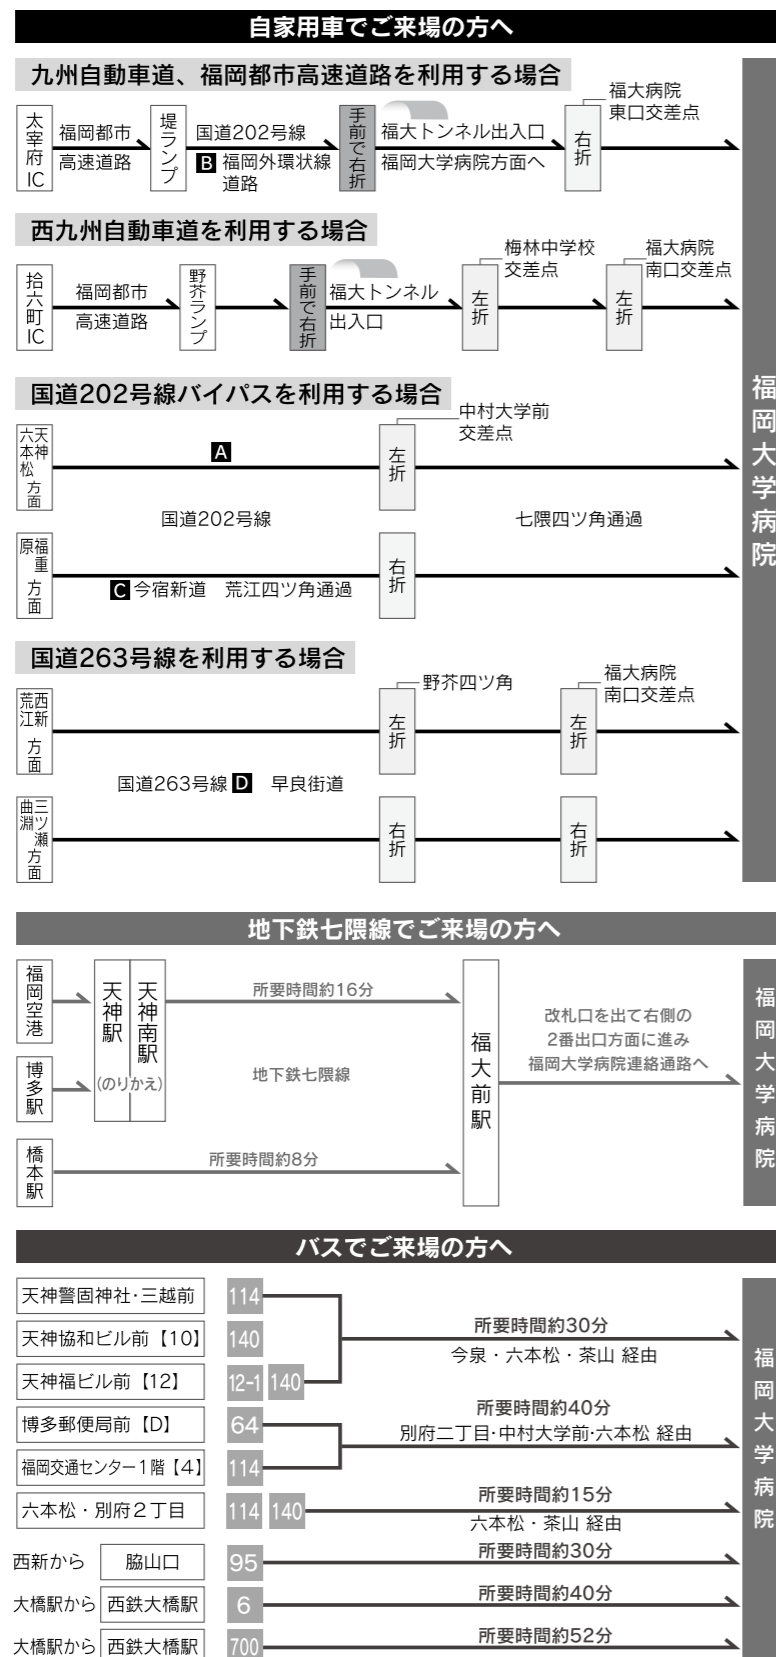 自家用車でご来場の方へ
九州自動車道、福岡都市高速道路を利用する場合
太宰府IC
福岡都市
高速道路
堤ランプ
国道202号線
B 福岡外環状線
道路
手前で右折
福大トンネル出入口
福岡大学病院方面へ
右折
福大病院
東口交差点
西九州自動車道を利用する場合
拾六町IC
福岡都市
高速道路
野芥ランプ
手前で右折
福大トンネル
出入口
左折
梅林中学校
交差点
左折
福大病院
南口交差点
国道202号線バイパスを利用する場合
天神
六本松
方面
A
左折
中村大学前
交差点
国道202号線
七隈四ツ角通過
福重
原
方面
C 今宿新道 荒江四ツ角通過
右折
国道263号線を利用する場合
西新
荒江
方面
左折
野芥四ツ角
左折
福大病院
南口交差点
国道263号線 D 早良街道
三ツ瀬
曲淵
方面
右折
右折
福岡大学病院
地下鉄七隈線でご来場の方へ
福岡空港
博多駅
天神駅
天神南駅
(のりかえ)
所要時間約16分
地下鉄七隈線
橋本駅
所要時間約8分
福大前駅
改札口を出て右側の
2番出口方面に進み
福岡大学病院連絡通路へ
福岡大学病院
バスでご来場の方へ
天神警固神社・三越前 114
天神協和ビル前【10】 140
天神福ビル前【12】 12-1 140
所要時間約30分
今泉・六本松・茶山 経由
博多郵便局前【D】 64
福岡交通センター1階【4】 114
所要時間約40分
別府二丁目・中村大学前・六本松 経由
六本松・別府2丁目 114 140
所要時間約15分
六本松・茶山 経由
西新から 脇山口 95 所要時間約30分
大橋駅から 西鉄大橋駅 6 所要時間約40分
大橋駅から 西鉄大橋駅 700 所要時間約52分
福岡大学病院